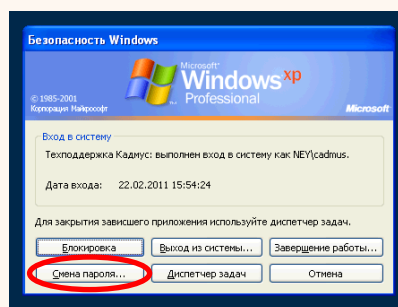 Безопасность Windows
Microsoft®
Windows xp
Professional
© 1985-2001
Корпорация Майкрософт
Microsoft
Вход в систему
Техподдержка Кадмус: выполнен вход в систему как NEY\cadmus.
Дата входа: 22.02.2011 15:54:24
Для закрытия зависшего приложения используйте диспетчер задач.
Блокировка
Выход из системы...
Завершение работы...
Смена пароля...
Диспетчер задач
Отмена